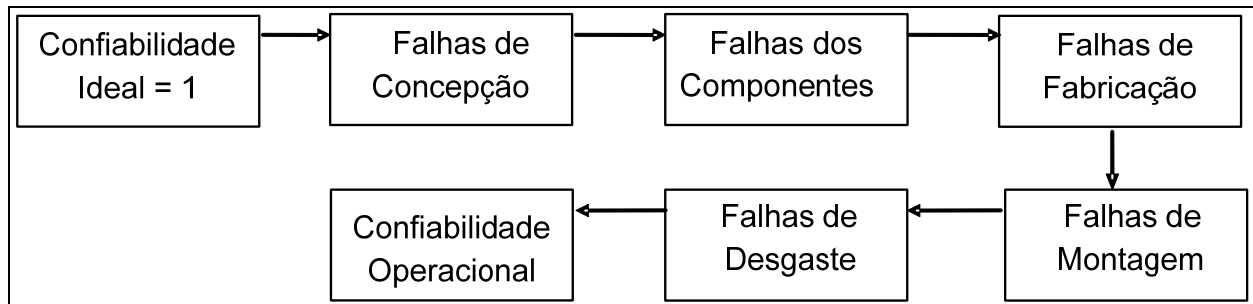 Confiabilidade
Ideal = 1
Falhas de
Concepção
Falhas dos
Componentes
Falhas de
Fabricação
Falhas de
Montagem
Falhas de
Desgaste
Confiabilidade
Operacional